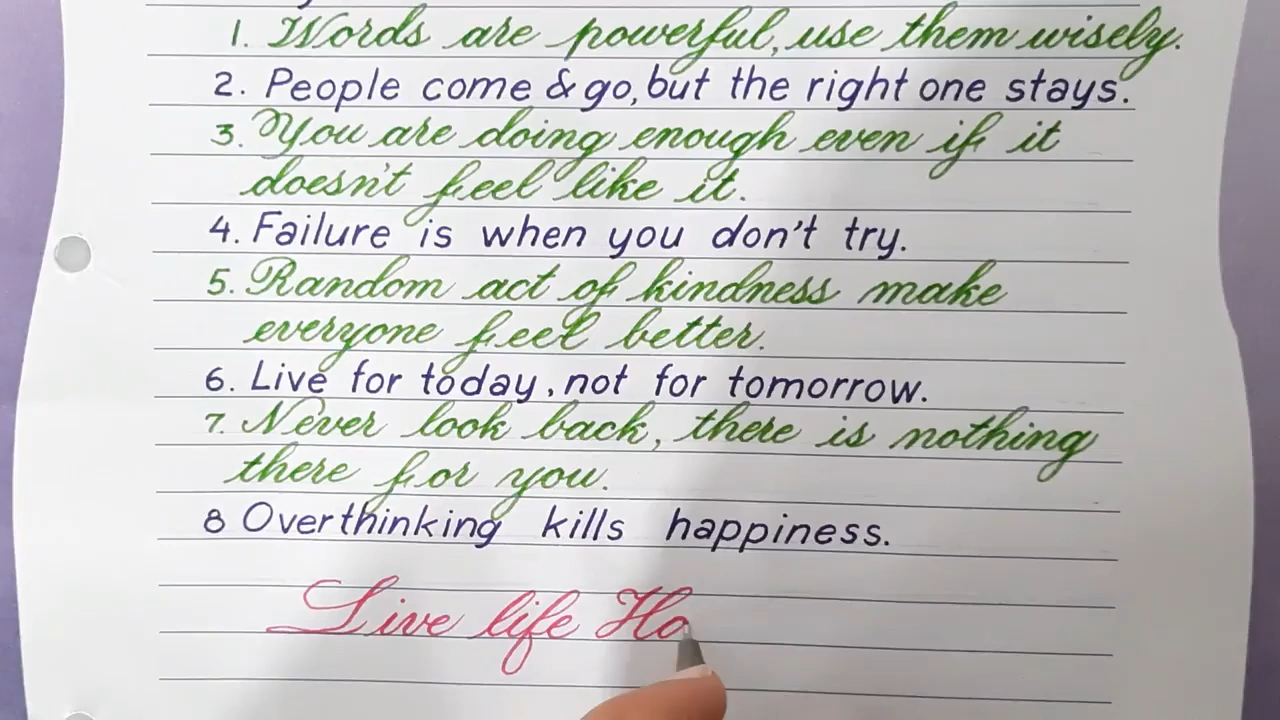 1. Words are powerful, use them wisely.
2. People come & go, but the right one stays.
3. You are doing enough even if it
doesn't feel like it.
4. Failure is when you don't try.
5. Random act of kindness make
everyone feel better.
6. Live for today, not for tomorrow.
7. Never look back, there is nothing
there for you.
8 Overthinking kills happiness.
Live life